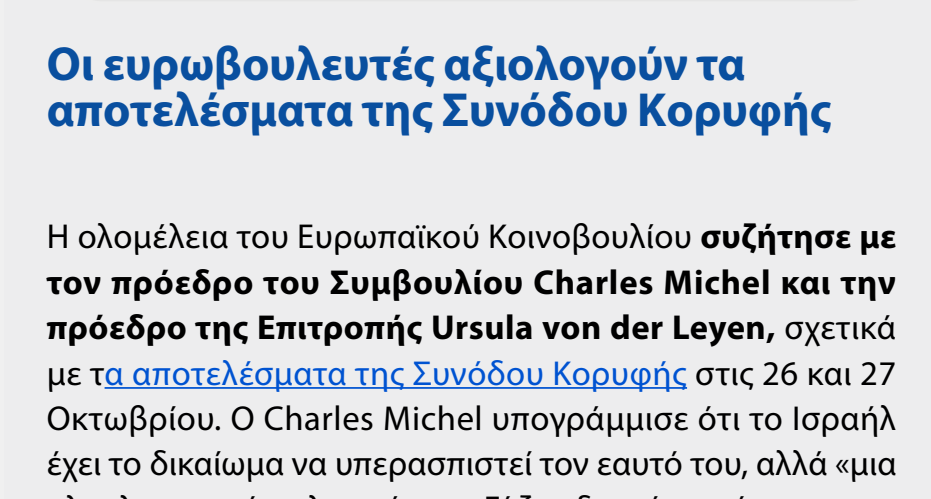 Οι ευρωβουλευτές αξιολογούν τα
αποτελέσματα της Συνόδου Κορυφής
Η ολομέλεια του Ευρωπαϊκού Κοινοβουλίου συζήτησε με
τον πρόεδρο του Συμβουλίου Charles Michel και την
πρόεδρο της Επιτροπής Ursula von der Leyen, σχετικά
με τα αποτελέσματα της Συνόδου Κορυφής στις 26 και 27
Οκτωβρίου. Ο Charles Michel υπογράμμισε ότι το Ισραήλ
έχει το δικαίωμα να υπερασπιστεί τον εαυτό του, αλλά «μια